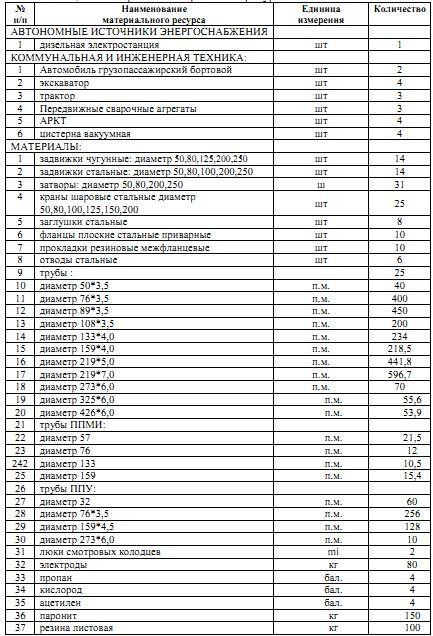 № Наименование Единица Количество
п/п материального ресурса измерения
АВТОНОМНЫЕ ИСТОЧНИКИ ЭНЕРГОСНАБЖЕНИЯ
1 дизельная электростанция шт 1
КОММУНАЛЬНАЯ И ИНЖЕНЕРНАЯ ТЕХНИКА:
1 Автомобиль грузопассажирский бортовой шт 2
2 экскаватор шт 4
3 трактор шт 3
4 Передвижные сварочные агрегаты шт 3
5 АРКТ шт 4
6 цистерна вакуумная шт 4
МАТЕРИАЛЫ:
1 задвижки чугунные: диаметр 50,80,125,200,250 шт 14
2 задвижки стальные: диаметр 50,80,100,200,250 шт 14
3 затворы: диаметр 50,80,200,250 ш 31
4 краны шаровые стальные диаметр
50,80,100,125,150,200 шт 25
5 заглушки стальные шт 8
6 фланцы плоские стальные приварные шт 10
7 прокладки резиновые межфланцевые шт 10
8 отводы стальные шт 6
9 трубы : 25
10 диаметр 50*3,5 п.м. 40
11 диаметр 76*3,5 п.м. 400
12 диаметр 89*3,5 п.м. 450
13 диаметр 108*3,5 п.м. 200
14 диаметр 133*4,0 п.м. 234
15 диаметр 159*4,0 п.м. 218,5
16 диаметр 219*5,0 п.м. 441,8
17 диаметр 219*7,0 п.м. 596,7
18 диаметр 273*6,0 п.м. 70
19 диаметр 325*6,0 п.м. 55,6
20 диаметр 426*6,0 п.м. 53,9
21 трубы ППМИ:
22 диаметр 57 п.м. 21,5
23 диаметр 76 п.м. 12
242 диаметр 133 п.м. 10,5
25 диаметр 159 п.м. 15,4
26 трубы ППУ:
27 диаметр 32 п.м. 60
28 диаметр 76*3,5 п.м. 256
29 диаметр 159*4,5 п.м. 128
30 диаметр 273*6,0 п.м. 10
31 люки смотровых колодцев mi 2
32 электроды кг 80
33 пропан бал. 4
34 кислород бал. 4
35 ацетилен бал. 4
36 паронит кг 150
37 резина листовая кг 100